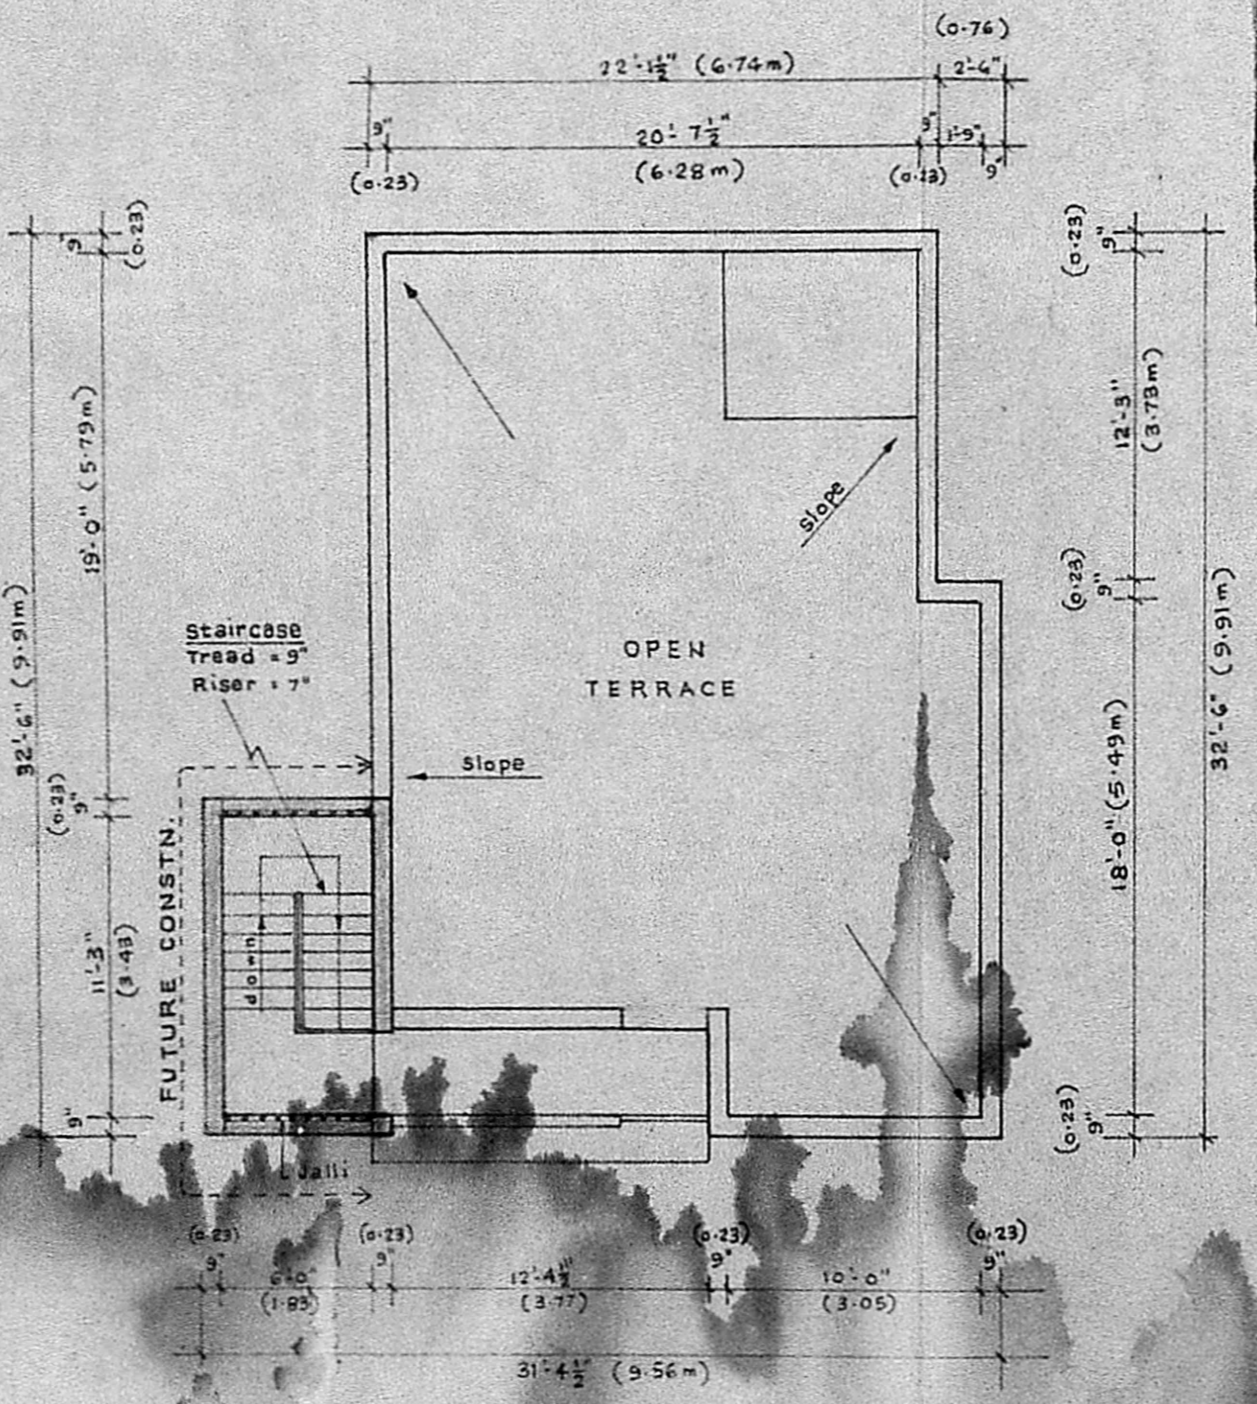 (0.76)
22'-1½" (6.74m)
2'-6"
9"
20'-7½"
9"
1'-9"
9"
(0.23)
(6.28m)
(0.23)
(0.23)
9"
19'-0" (5.79m)
32'-6" (9.91m)
(0.23)
9"
11'-3"
(3.43)
9"
(0.23)
9"
12'-3"
(3.73m)
(0.23)
9"
32'-6" (9.91m)
18'-0" (5.49m)
(0.23)
9"
Slope
OPEN
TERRACE
Staircase
Tread = 9"
Riser = 7"
Slope
FUTURE CONSTN.
down
Jalli
(0.23)
(0.23)
(0.23)
(0.23)
9"
6'-0"
9"
12'-4½"
9"
10'-0"
9"
(1.83)
(3.77)
(3.05)
31'-4½" (9.56m)